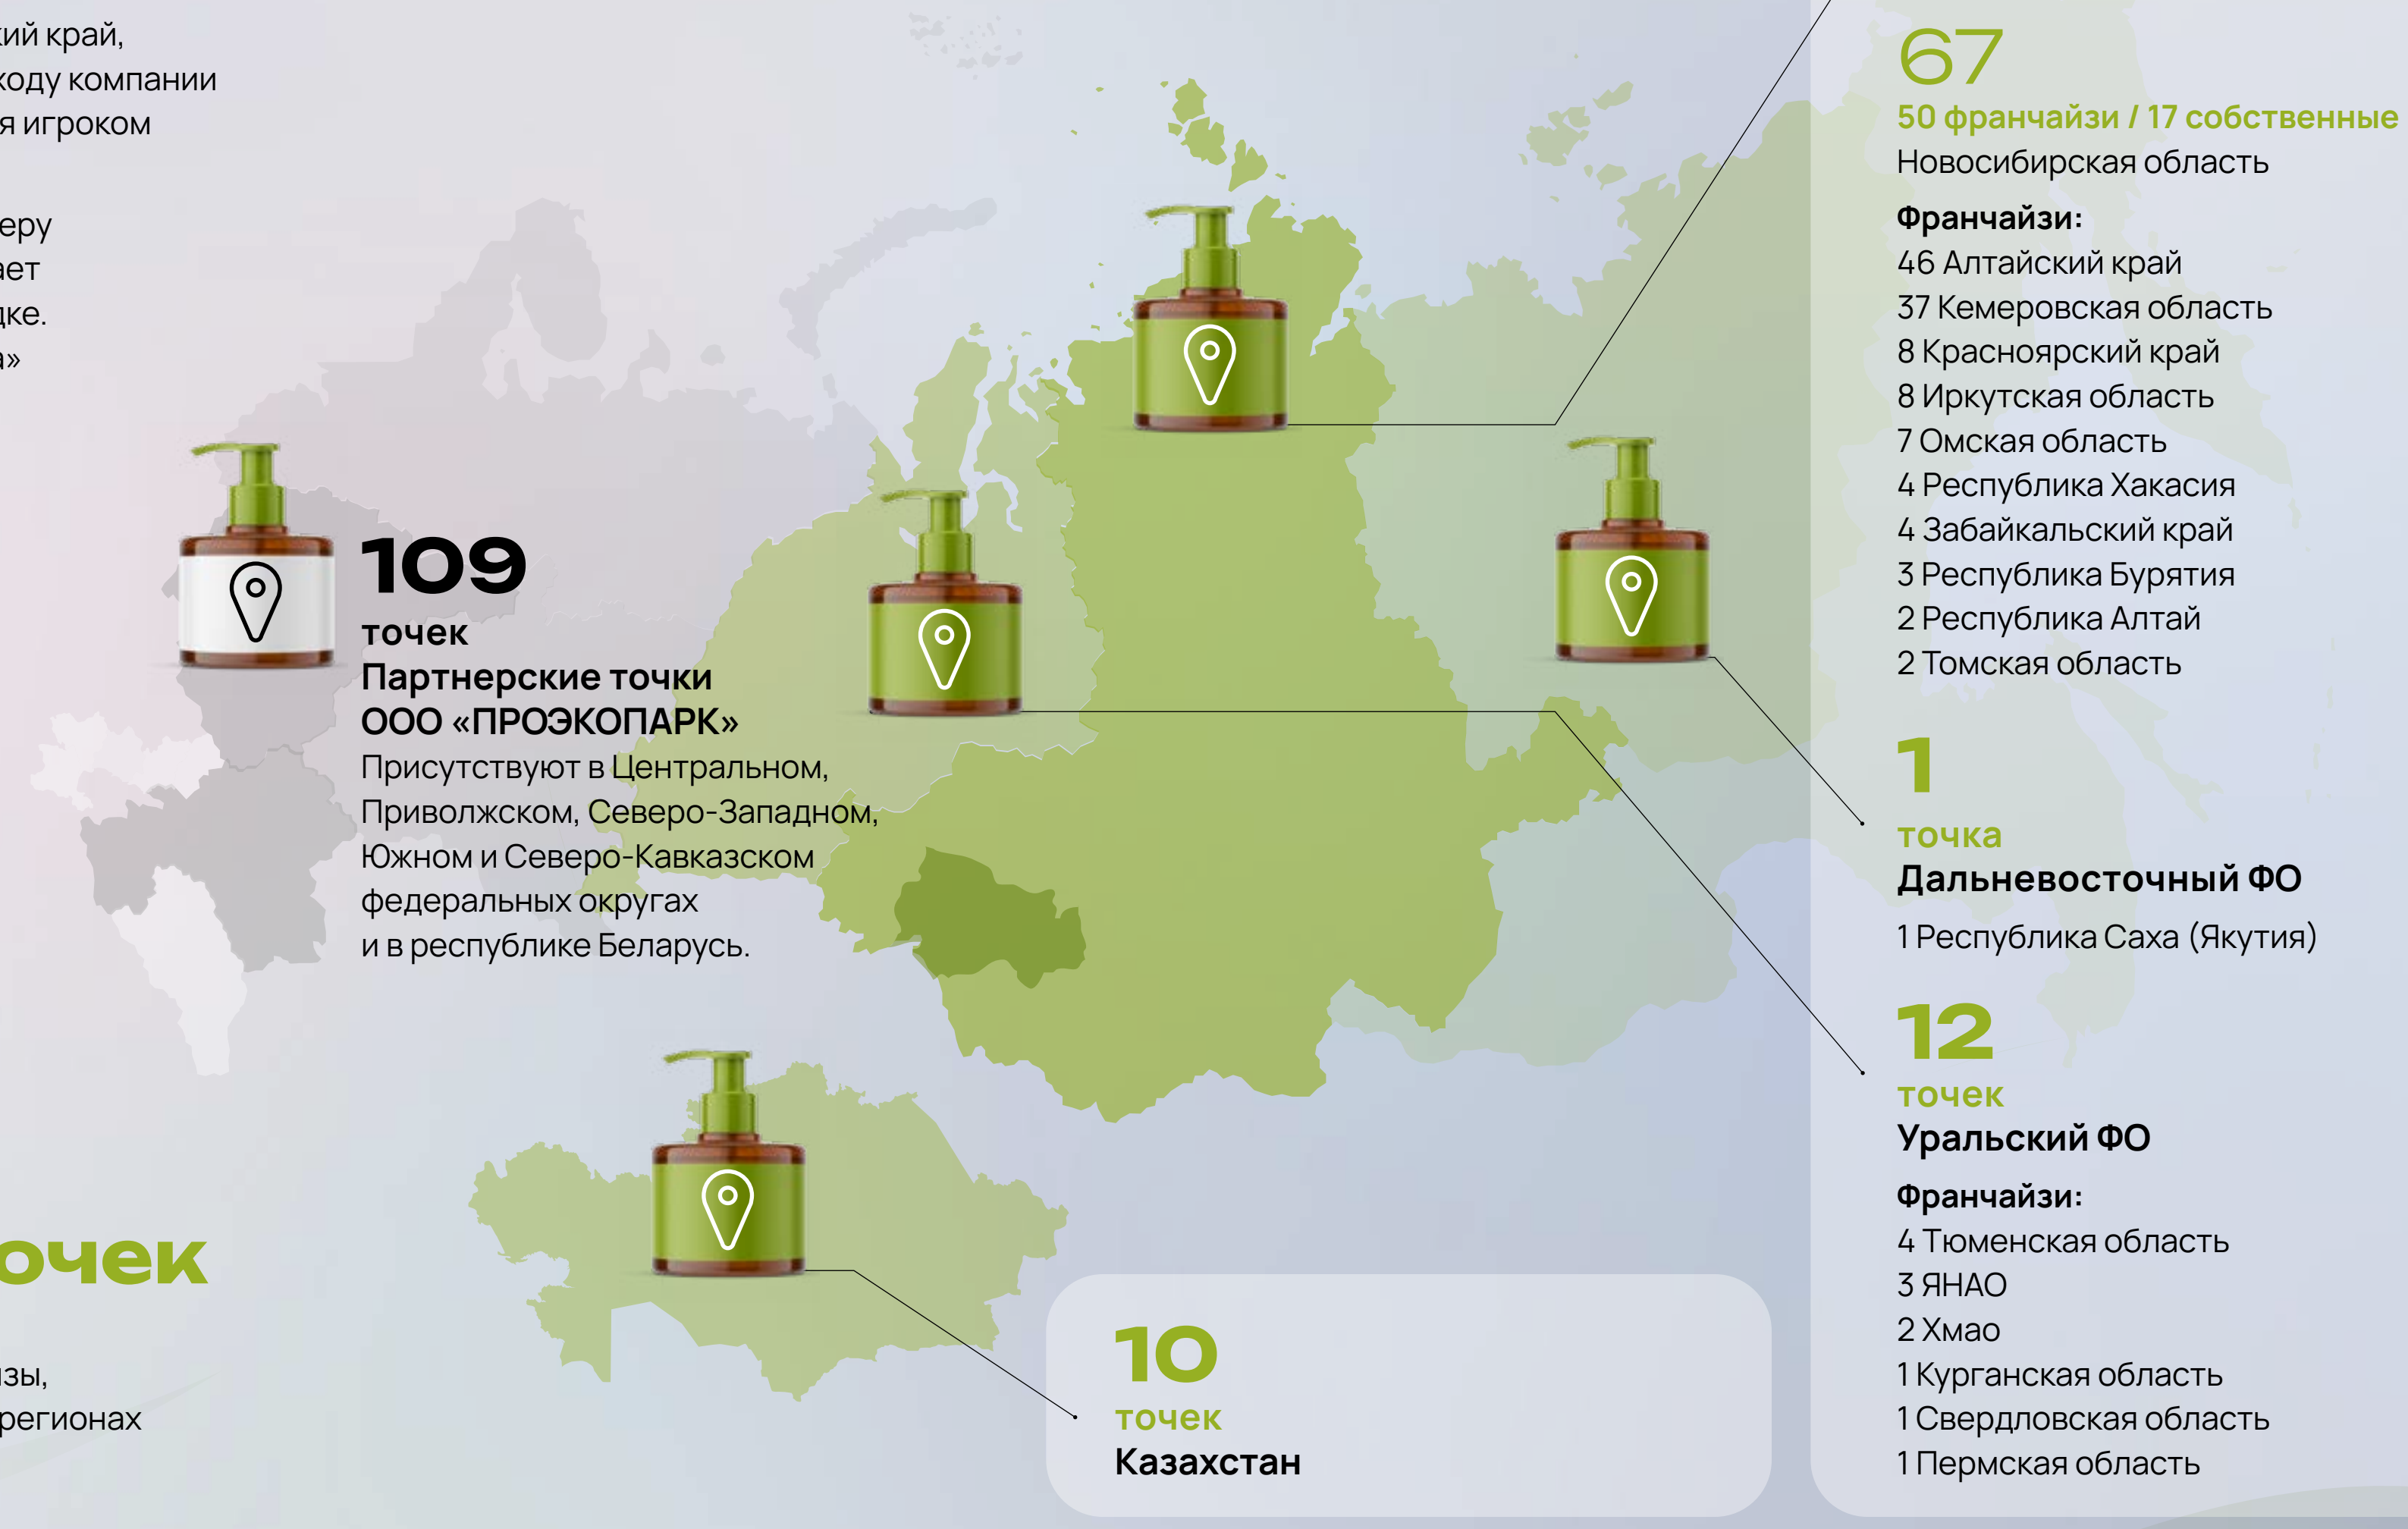 кий край,
ходу компании
я игроком
еру
ает
дке.
а»
109
точек
Партнерские точки
ООО «ПРОЭКОПАРК»
Присутствуют в Центральном,
Приволжском, Северо-Западном,
Южном и Северо-Кавказском
федеральных округах
и в республике Беларусь.
очек
зы,
регионах
10
точек
Казахстан
67
50 франчайзи / 17 собственные
Новосибирская область
Франчайзи:
46 Алтайский край
37 Кемеровская область
8 Красноярский край
8 Иркутская область
7 Омская область
4 Республика Хакасия
4 Забайкальский край
3 Республика Бурятия
2 Республика Алтай
2 Томская область
1
точка
Дальневосточный ФО
1 Республика Саха (Якутия)
12
точек
Уральский ФО
Франчайзи:
4 Тюменская область
3 ЯНАО
2 Хмао
1 Курганская область
1 Свердловская область
1 Пермская область